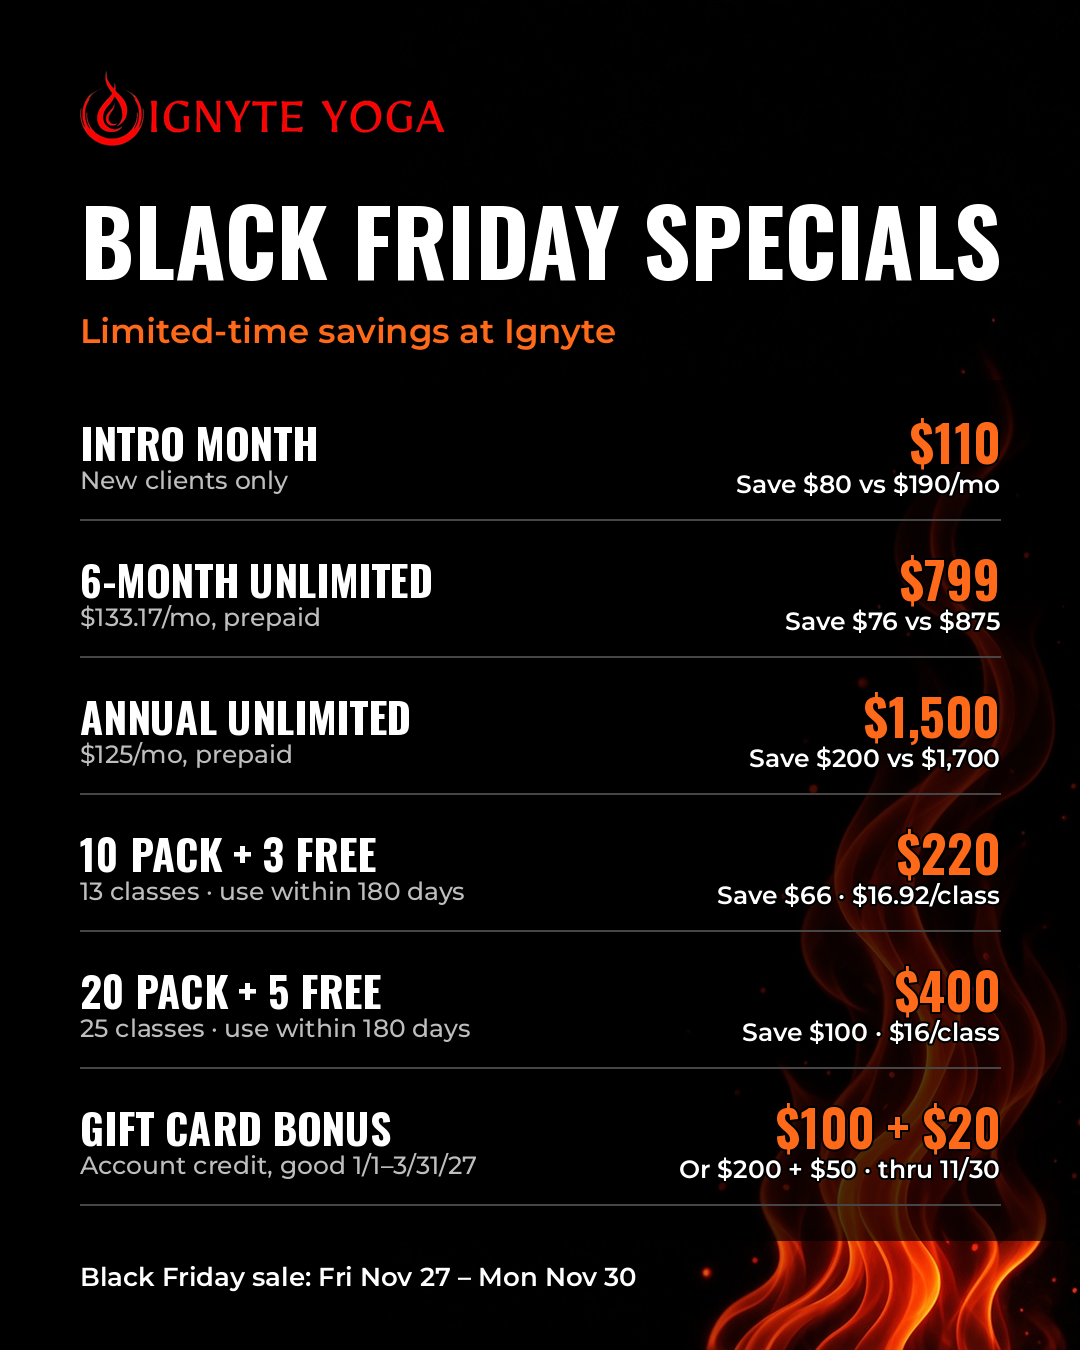 IGNYTE YOGA
BLACK FRIDAY SPECIALS
Limited-time savings at Ignyte
INTRO MONTH
$110
New clients only
Save $80 vs $190/mo
6-MONTH UNLIMITED
$799
$133.17/mo, prepaid
Save $76 vs $875
ANNUAL UNLIMITED
$1,500
$125/mo, prepaid
Save $200 vs $1,700
10 PACK + 3 FREE
$220
13 classes · use within 180 days
Save $66 · $16.92/class
20 PACK + 5 FREE
$400
25 classes · use within 180 days
Save $100 · $16/class
GIFT CARD BONUS
$100 + $20
Account credit, good 1/1–3/31/27
Or $200 + $50 · thru 11/30
Black Friday sale: Fri Nov 27 – Mon Nov 30